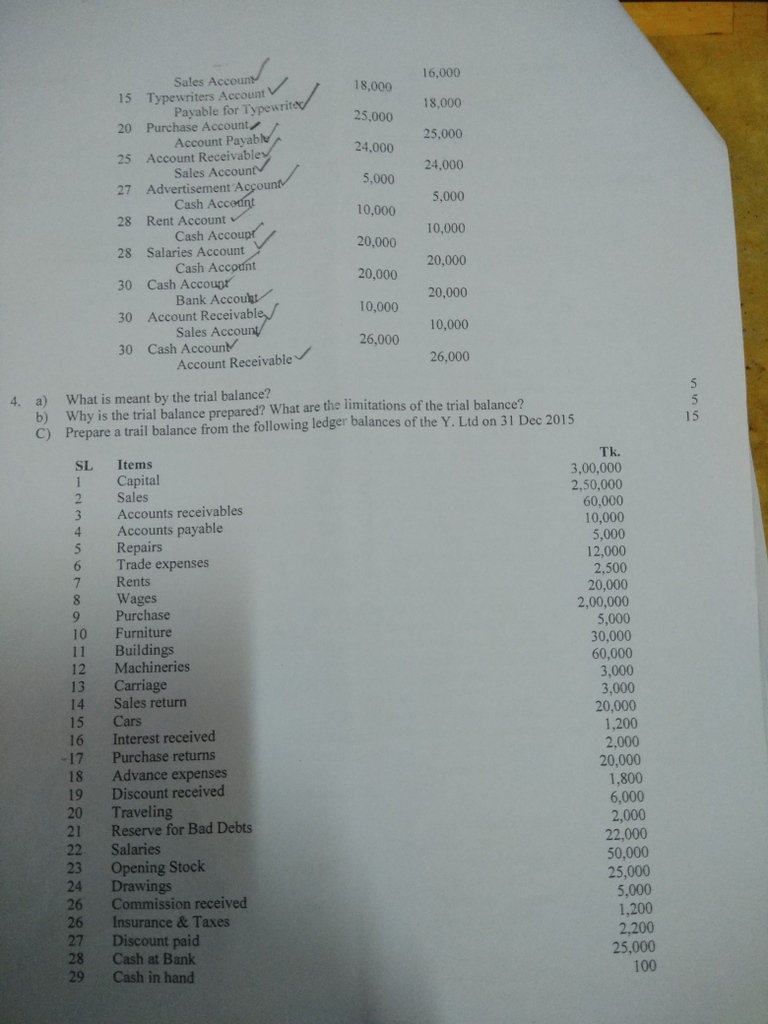 Sales Account 16,000
15 Typewriters Account 18,000
Payable for Typewriter 18,000
20 Purchase Account 25,000
Account Payable 25,000
25 Account Receivable 24,000
Sales Account 24,000
27 Advertisement Account 5,000
Cash Account 5,000
28 Rent Account 10,000
Cash Account 10,000
28 Salaries Account 20,000
Cash Account 20,000
30 Cash Account 20,000
Bank Account 20,000
30 Account Receivable 10,000
Sales Account 10,000
30 Cash Account 26,000
Account Receivable 26,000
4. a) What is meant by the trial balance? 5
b) Why is the trial balance prepared? What are the limitations of the trial balance? 5
C) Prepare a trail balance from the following ledger balances of the Y. Ltd on 31 Dec 2015 15
SL Items Tk.
1 Capital 3,00,000
2 Sales 2,50,000
3 Accounts receivables 60,000
4 Accounts payable 10,000
5 Repairs 5,000
6 Trade expenses 12,000
7 Rents 2,500
8 Wages 20,000
9 Purchase 2,00,000
10 Furniture 5,000
11 Buildings 30,000
12 Machineries 60,000
13 Carriage 3,000
14 Sales return 3,000
15 Cars 20,000
16 Interest received 1,200
-17 Purchase returns 2,000
18 Advance expenses 20,000
19 Discount received 1,800
20 Traveling 6,000
21 Reserve for Bad Debts 2,000
22 Salaries 22,000
23 Opening Stock 50,000
24 Drawings 25,000
26 Commission received 5,000
26 Insurance & Taxes 1,200
27 Discount paid 2,200
28 Cash at Bank 25,000
29 Cash in hand 100